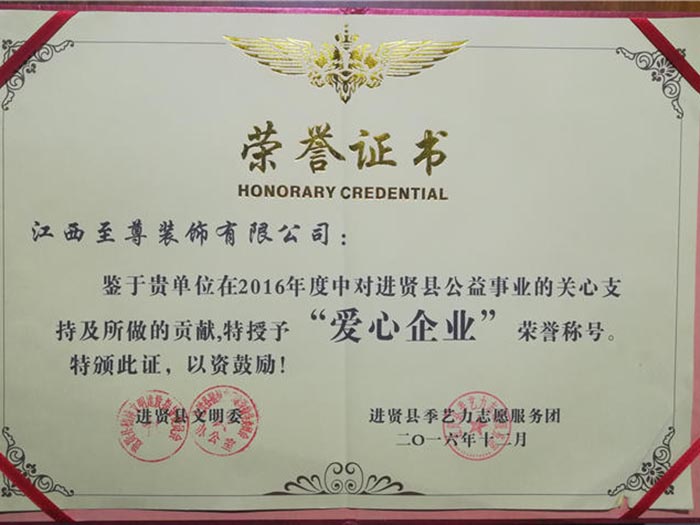 荣誉证书
HONORARY CREDENTIAL
江西至尊装饰有限公司：
鉴于贵单位在2016年度中对进贤县公益事业的关心支
持及所做的贡献,特授予“爱心企业”荣誉称号。
特颁此证，以资鼓励！
进贤县文明委
进贤县季艺力志愿服务团
二〇一六年十二月
办公室